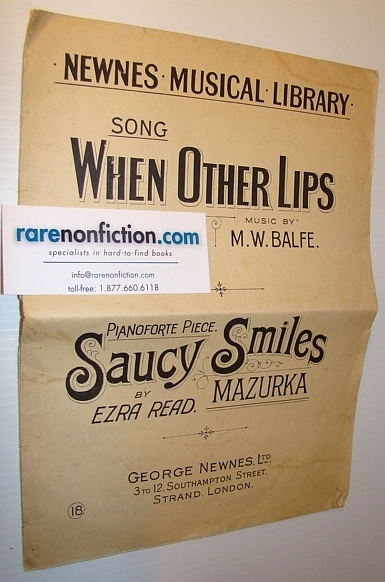 · NEWNES · MUSICAL · LIBRARY ·
SONG
WHEN OTHER LIPS
MUSIC BY
M.W. BALFE.
rarenonfiction.com
specialists in hard-to-find books
info@rarenonfiction.com
toll-free: 1.877.660.6118
PIANOFORTE PIECE.
SAUCY SMILES
MAZURKA
BY
EZRA READ.
GEORGE NEWNES, LTD
3 TO 12, SOUTHAMPTON STREET,
STRAND, LONDON.
18